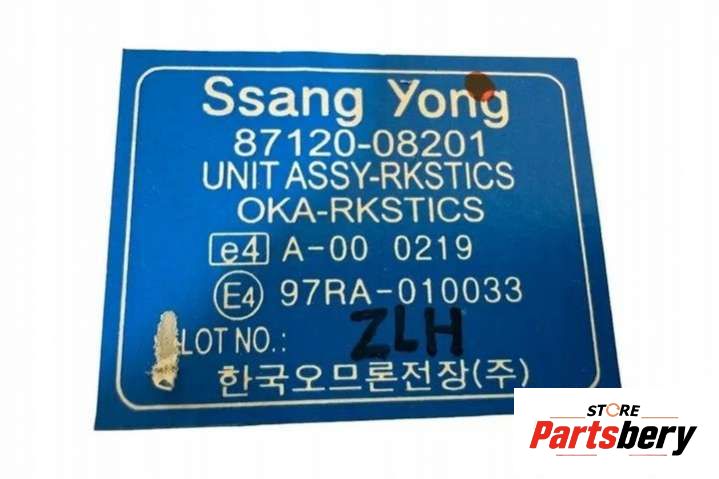 Ssang Yong
87120-08201
UNIT ASSY-RKSTICS
OKA-RKSTICS
e4 A-00 0219
E4 97RA-010033
LOT NO.: ZLH
한국오므론전장(주)
STORE
Partsbery